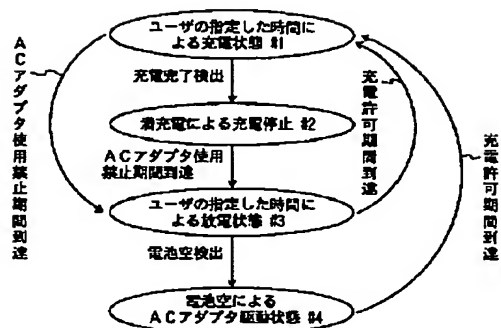 ユーザの指定した時間に
よる充電状態 #1
充電完了検出
満充電による充電停止 #2
ACアダプタ使用
禁止期間到達
ユーザの指定した時間に
よる放電状態 #3
電池空検出
電池空による
ACアダプタ駆動状態 #4
ACアダプタ使用禁止期間到達
充電許可期間到達
充電許可期間到達